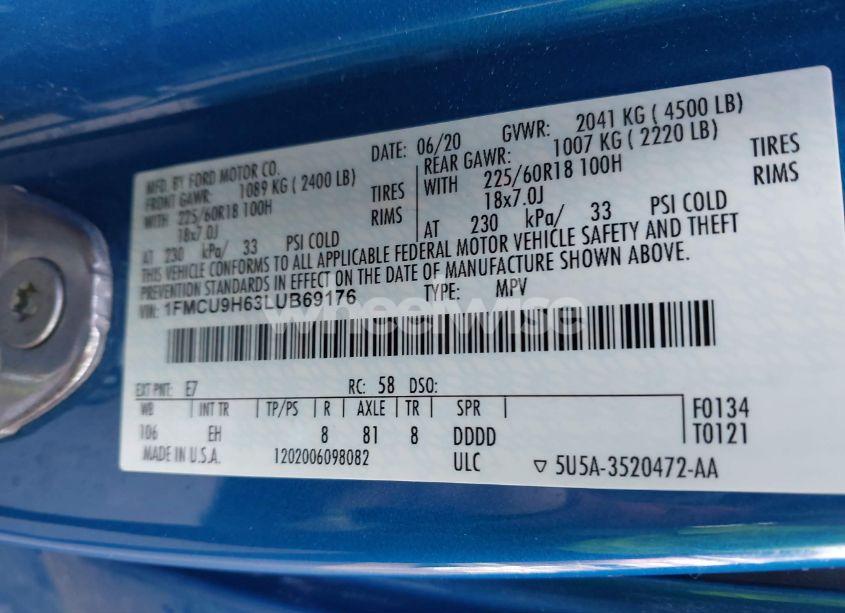 MFD. BY FORD MOTOR CO.
DATE: 06/20 GVWR: 2041 KG ( 4500 LB)
FRONT GAWR: 1089 KG ( 2400 LB)
REAR GAWR: 1007 KG ( 2220 LB)
WITH 225/60R18 100H TIRES
WITH 225/60R18 100H TIRES
18x7.0J RIMS
18x7.0J RIMS
AT 230 kPa/ 33 PSI COLD
AT 230 kPa/ 33 PSI COLD
THIS VEHICLE CONFORMS TO ALL APPLICABLE FEDERAL MOTOR VEHICLE SAFETY AND THEFT
PREVENTION STANDARDS IN EFFECT ON THE DATE OF MANUFACTURE SHOWN ABOVE.
VIN: 1FMCU9H63LUB69176 TYPE: MPV
wheelwise
EXT PNT: E7 RC: 58 DSO:
WB INT TR TP/PS R AXLE TR SPR
106 EH 8 81 8 DDDD
F0134
T0121
MADE IN U.S.A. 1202006098082 ULC ▽ 5U5A-3520472-AA